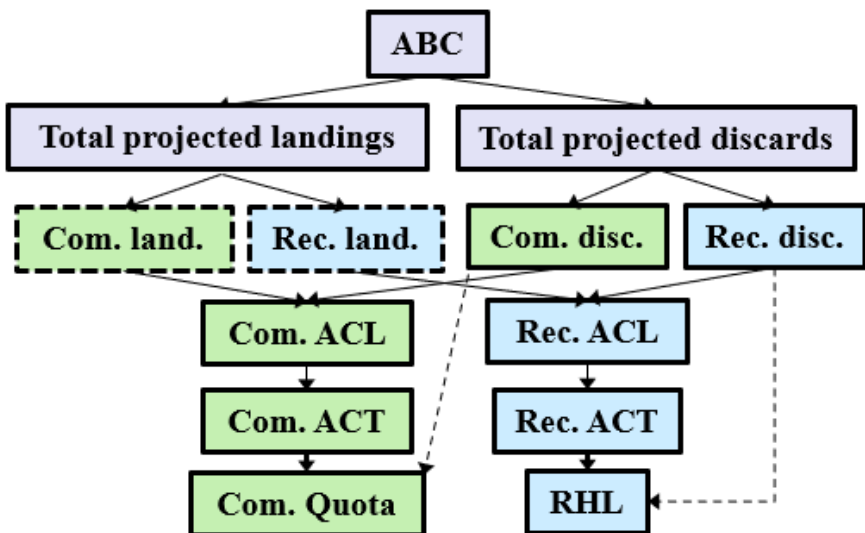 ABC
Total projected landings
Total projected discards
Com. land.
Rec. land.
Com. disc.
Rec. disc.
Com. ACL
Rec. ACL
Com. ACT
Rec. ACT
Com. Quota
RHL